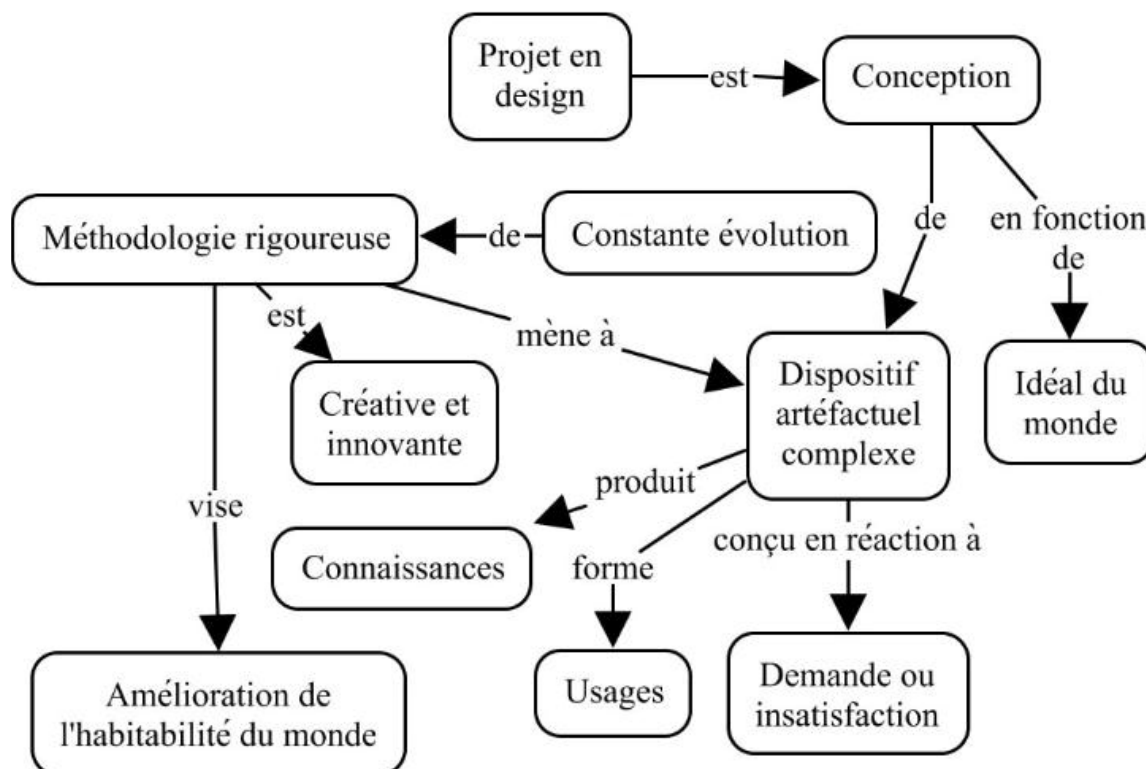 Projet en
design
est
Conception
Méthodologie rigoureuse
de
Constante évolution
de
en fonction
de
est
mène à
Créative et
innovante
Dispositif
artéfactuel
complexe
Idéal du
monde
vise
produit
Connaissances
forme
conçu en réaction à
Amélioration de
l'habitabilité du monde
Usages
Demande ou
insatisfaction